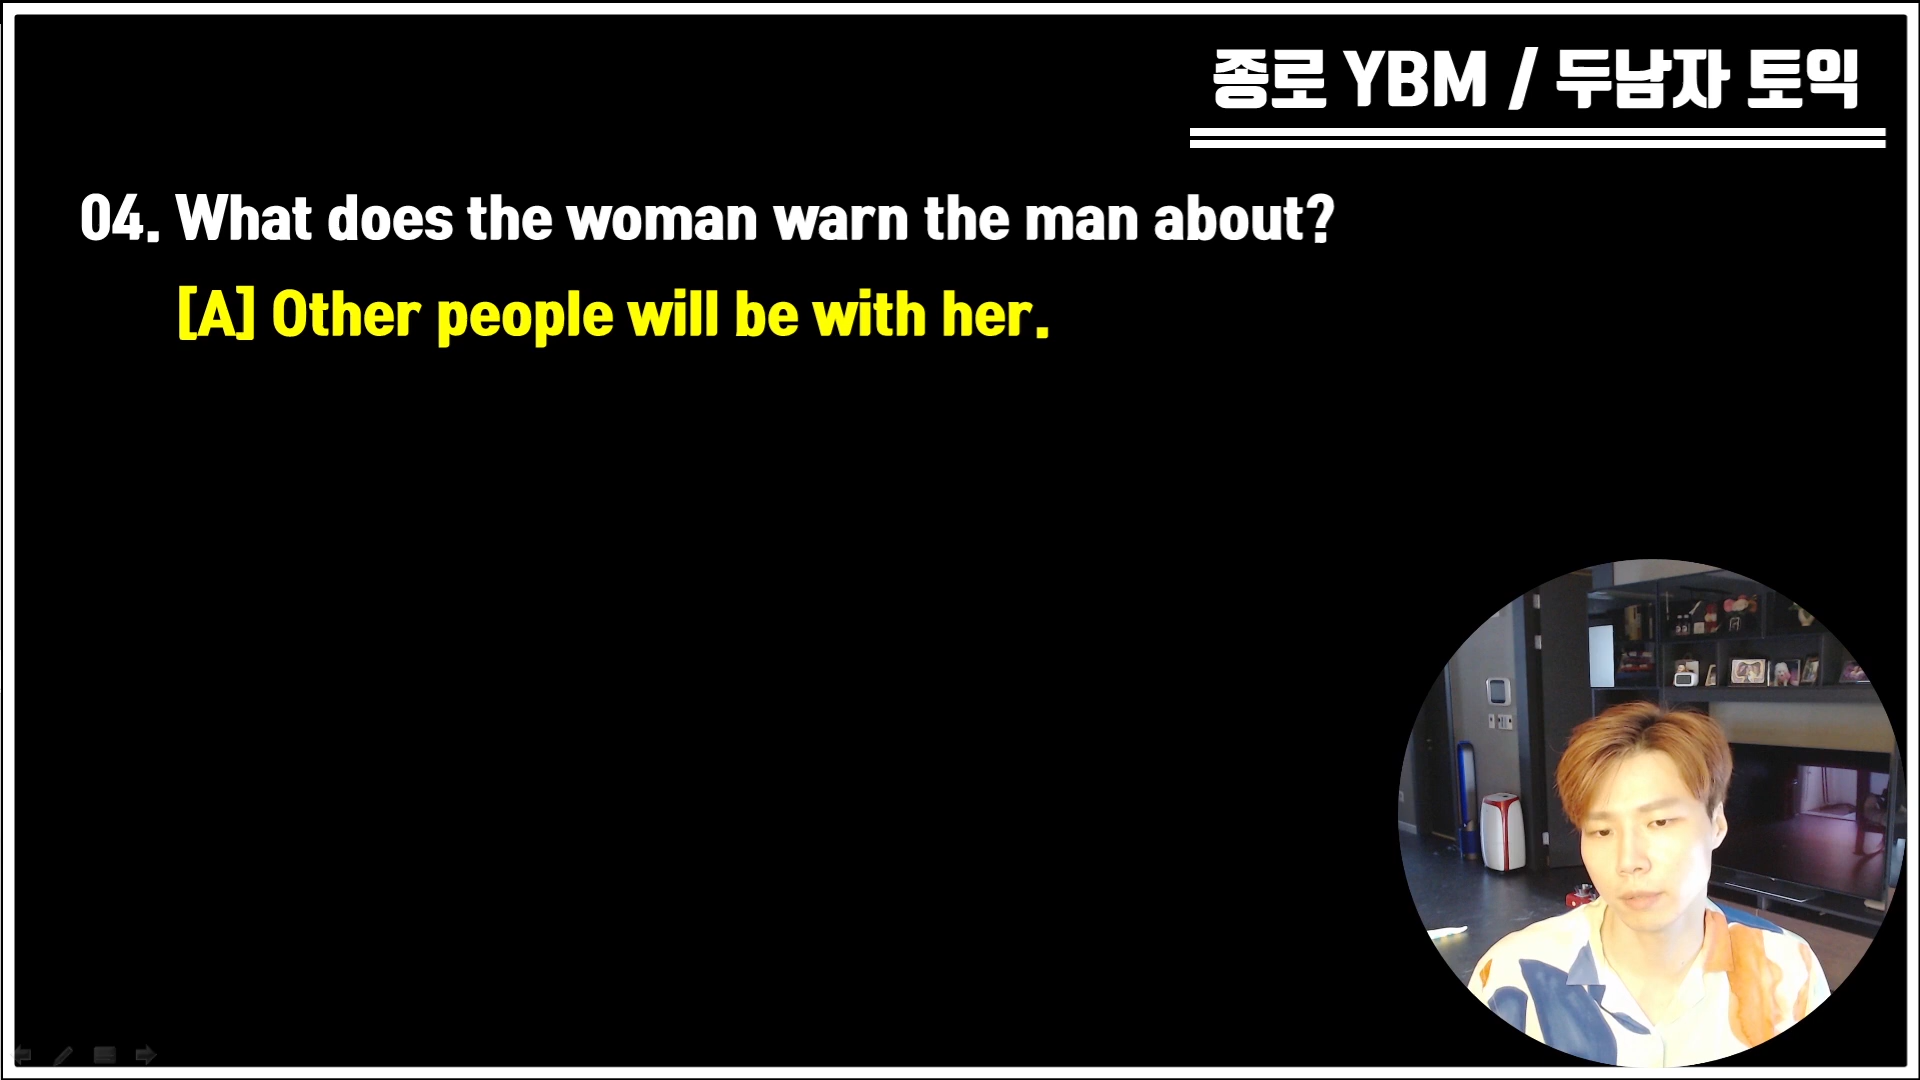 종로 YBM / 두남자 토익
04. What does the woman warn the man about?
[A] Other people will be with her.